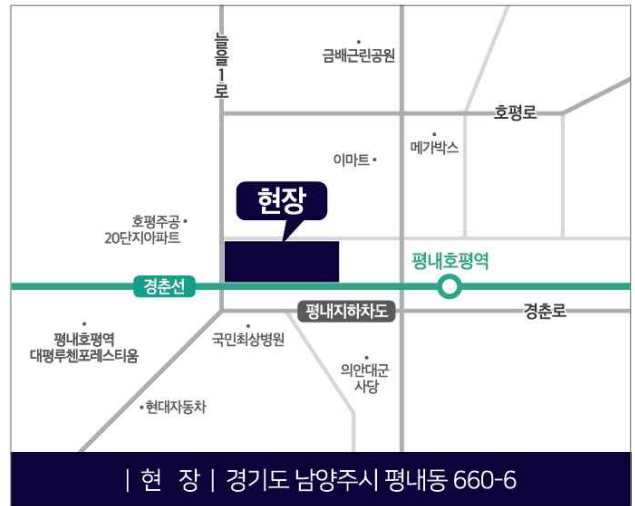 늘을1로
금배근린공원
호평로
메가박스
이마트
현장
호평주공
20단지아파트
평내호평역
경춘선
평내지하차도
경춘로
평내호평역
대평루첸포레스티움
국민최상병원
의안대군
사당
현대자동차
| 현 장 | 경기도 남양주시 평내동 660-6